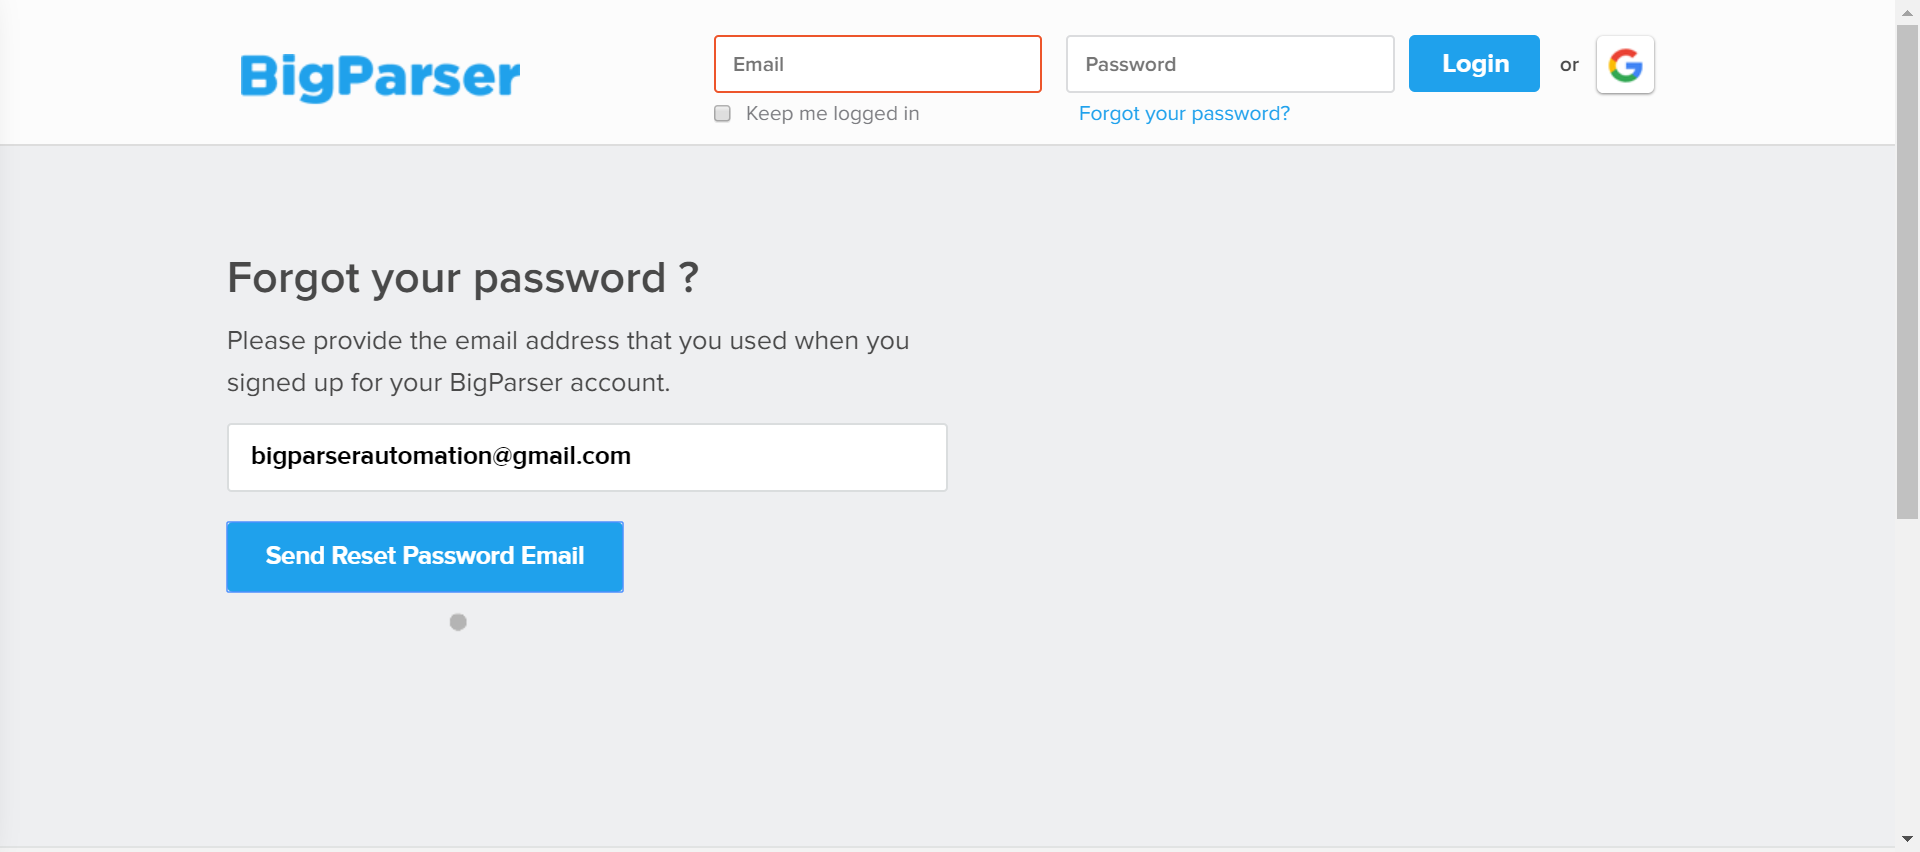 BigParser
Email
Password
Login
or
G
Keep me logged in
Forgot your password?
Forgot your password ?
Please provide the email address that you used when you
signed up for your BigParser account.
bigparserautomation@gmail.com
Send Reset Password Email